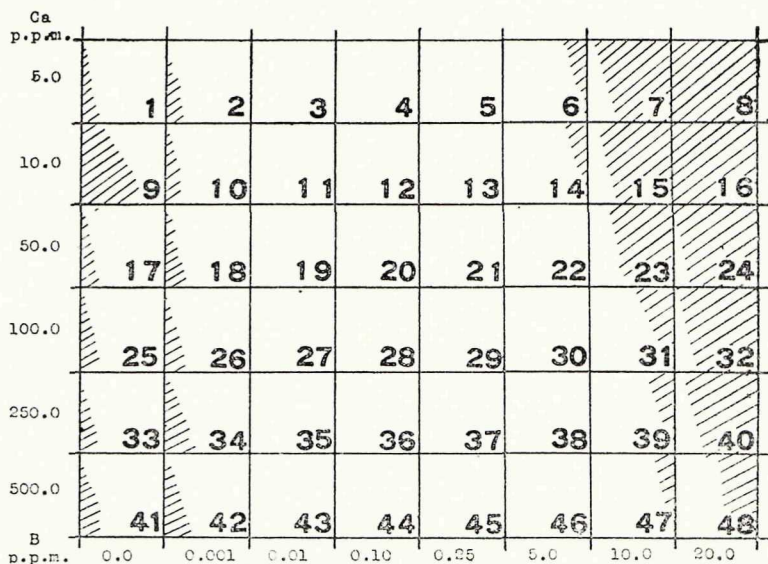 Ca
p.p.m.
5.0
1 2 3 4 5 6 7 8
10.0
9 10 11 12 13 14 15 16
50.0
17 18 19 20 21 22 23 24
100.0
25 26 27 28 29 30 31 32
250.0
33 34 35 36 37 38 39 40
500.0
41 42 43 44 45 46 47 48
B
p.p.m. 0.0 0.001 0.01 0.10 0.25 5.0 10.0 20.0